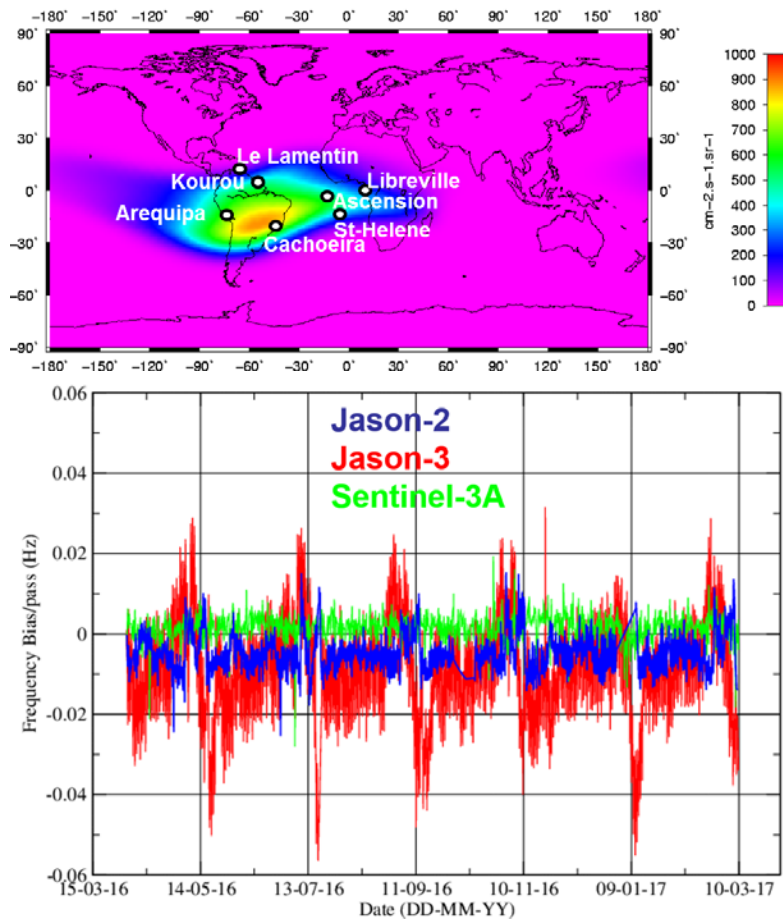 90˚ 60˚ 30˚ 0˚ −30˚ −60˚ −90˚
90˚ 60˚ 30˚ 0˚ −30˚ −60˚ −90˚
−180˚ −150˚ −120˚ −90˚ −60˚ −30˚ 0˚ 30˚ 60˚ 90˚ 120˚ 150˚ 180˚
Le Lamentin
Kourou
Libreville
Arequipa
Ascension
St-Helene
Cachoeira
−180˚ −150˚ −120˚ −90˚ −60˚ −30˚ 0˚ 30˚ 60˚ 90˚ 120˚ 150˚ 180˚
cm−2.s−1.sr−1
1000
900
800
700
600
500
400
300
200
100
0
Jason-2
Jason-3
Sentinel-3A
Frequency Bias/pass (Hz)
0.06
0.04
0.02
0
-0.02
-0.04
-0.06
15-03-16 14-05-16 13-07-16 11-09-16 10-11-16 09-01-17 10-03-17
Date (DD-MM-YY)